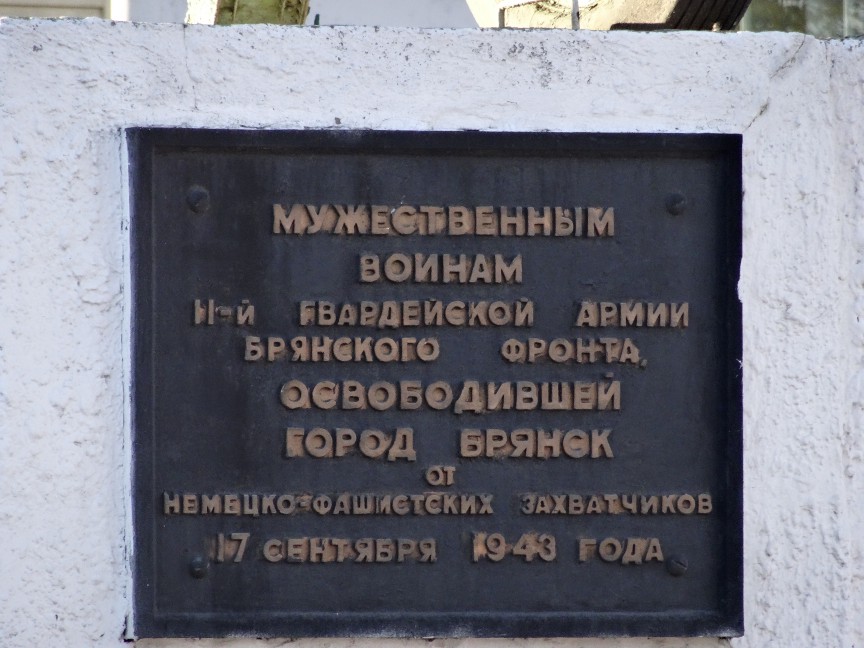 МУЖЕСТВЕННЫМ
ВОИНАМ
11-й ГВАРДЕЙСКОЙ АРМИИ
БРЯНСКОГО ФРОНТА,
ОСВОБОДИВШЕЙ
ГОРОД БРЯНСК
от
НЕМЕЦКО-ФАШИСТСКИХ ЗАХВАТЧИКОВ
17 СЕНТЯБРЯ 1943 ГОДА